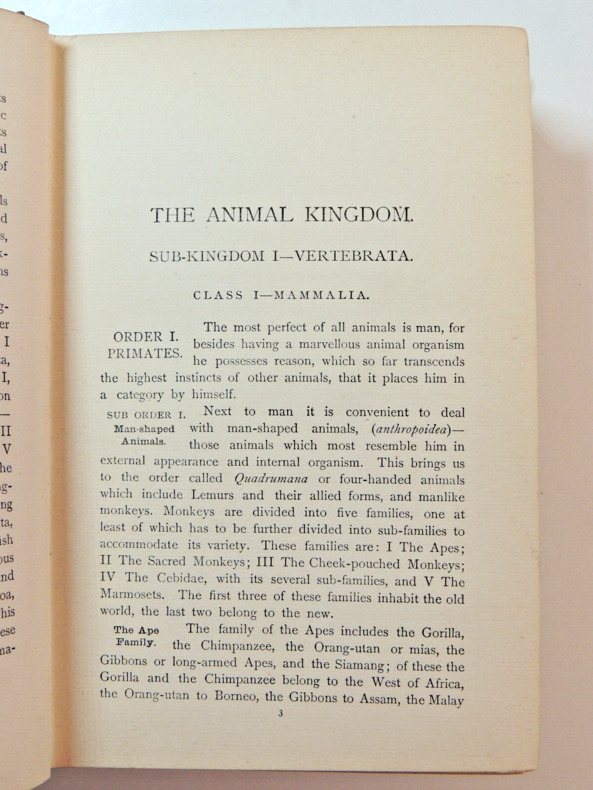 THE ANIMAL KINGDOM.
SUB-KINGDOM I—VERTEBRATA.
CLASS I—MAMMALIA.
ORDER I.
PRIMATES.
The most perfect of all animals is man, for
besides having a marvellous animal organism
he possesses reason, which so far transcends
the highest instincts of other animals, that it places him in
a category by himself.
SUB ORDER I.
Man-shaped
Animals.
Next to man it is convenient to deal
with man-shaped animals, (anthropoidea)—
those animals which most resemble him in
external appearance and internal organism. This brings us
to the order called Quadrumana or four-handed animals
which include Lemurs and their allied forms, and manlike
monkeys. Monkeys are divided into five families, one at
least of which has to be further divided into sub-families to
accommodate its variety. These families are: I The Apes;
II The Sacred Monkeys; III The Cheek-pouched Monkeys;
IV The Cebidae, with its several sub-families, and V The
Marmosets. The first three of these families inhabit the old
world, the last two belong to the new.
The Ape
Family.
The family of the Apes includes the Gorilla,
the Chimpanzee, the Orang-utan or mias, the
Gibbons or long-armed Apes, and the Siamang; of these the
Gorilla and the Chimpanzee belong to the West of Africa,
the Orang-utan to Borneo, the Gibbons to Assam, the Malay
3